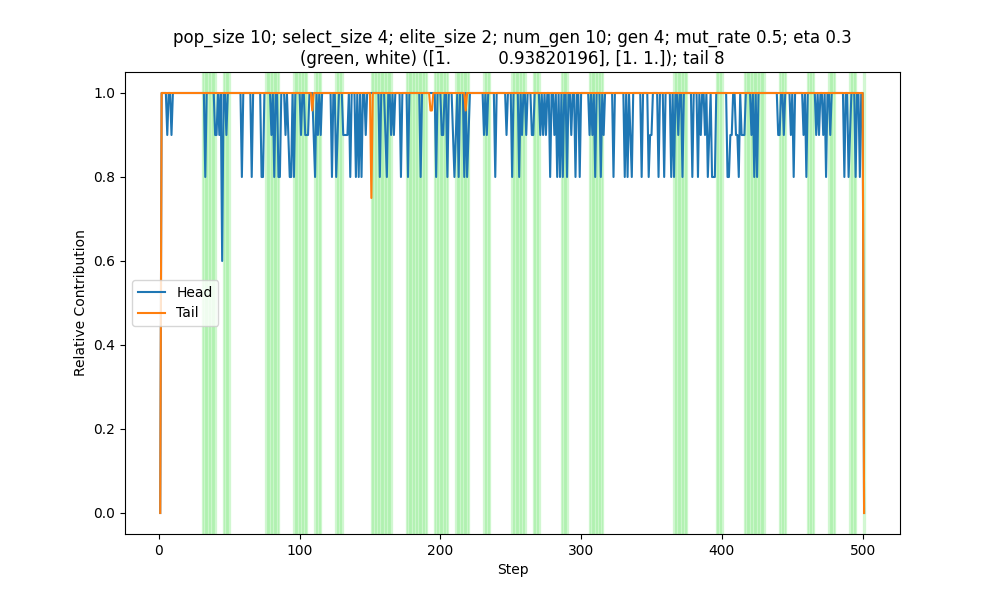 pop_size 10; select_size 4; elite_size 2; num_gen 10; gen 4; mut_rate 0.5; eta 0.3
(green, white) ([1. 0.93820196], [1. 1.]); tail 8
1.0
0.8
0.6
0.4
0.2
0.0
Relative Contribution
Head
Tail
0 100 200 300 400 500
Step